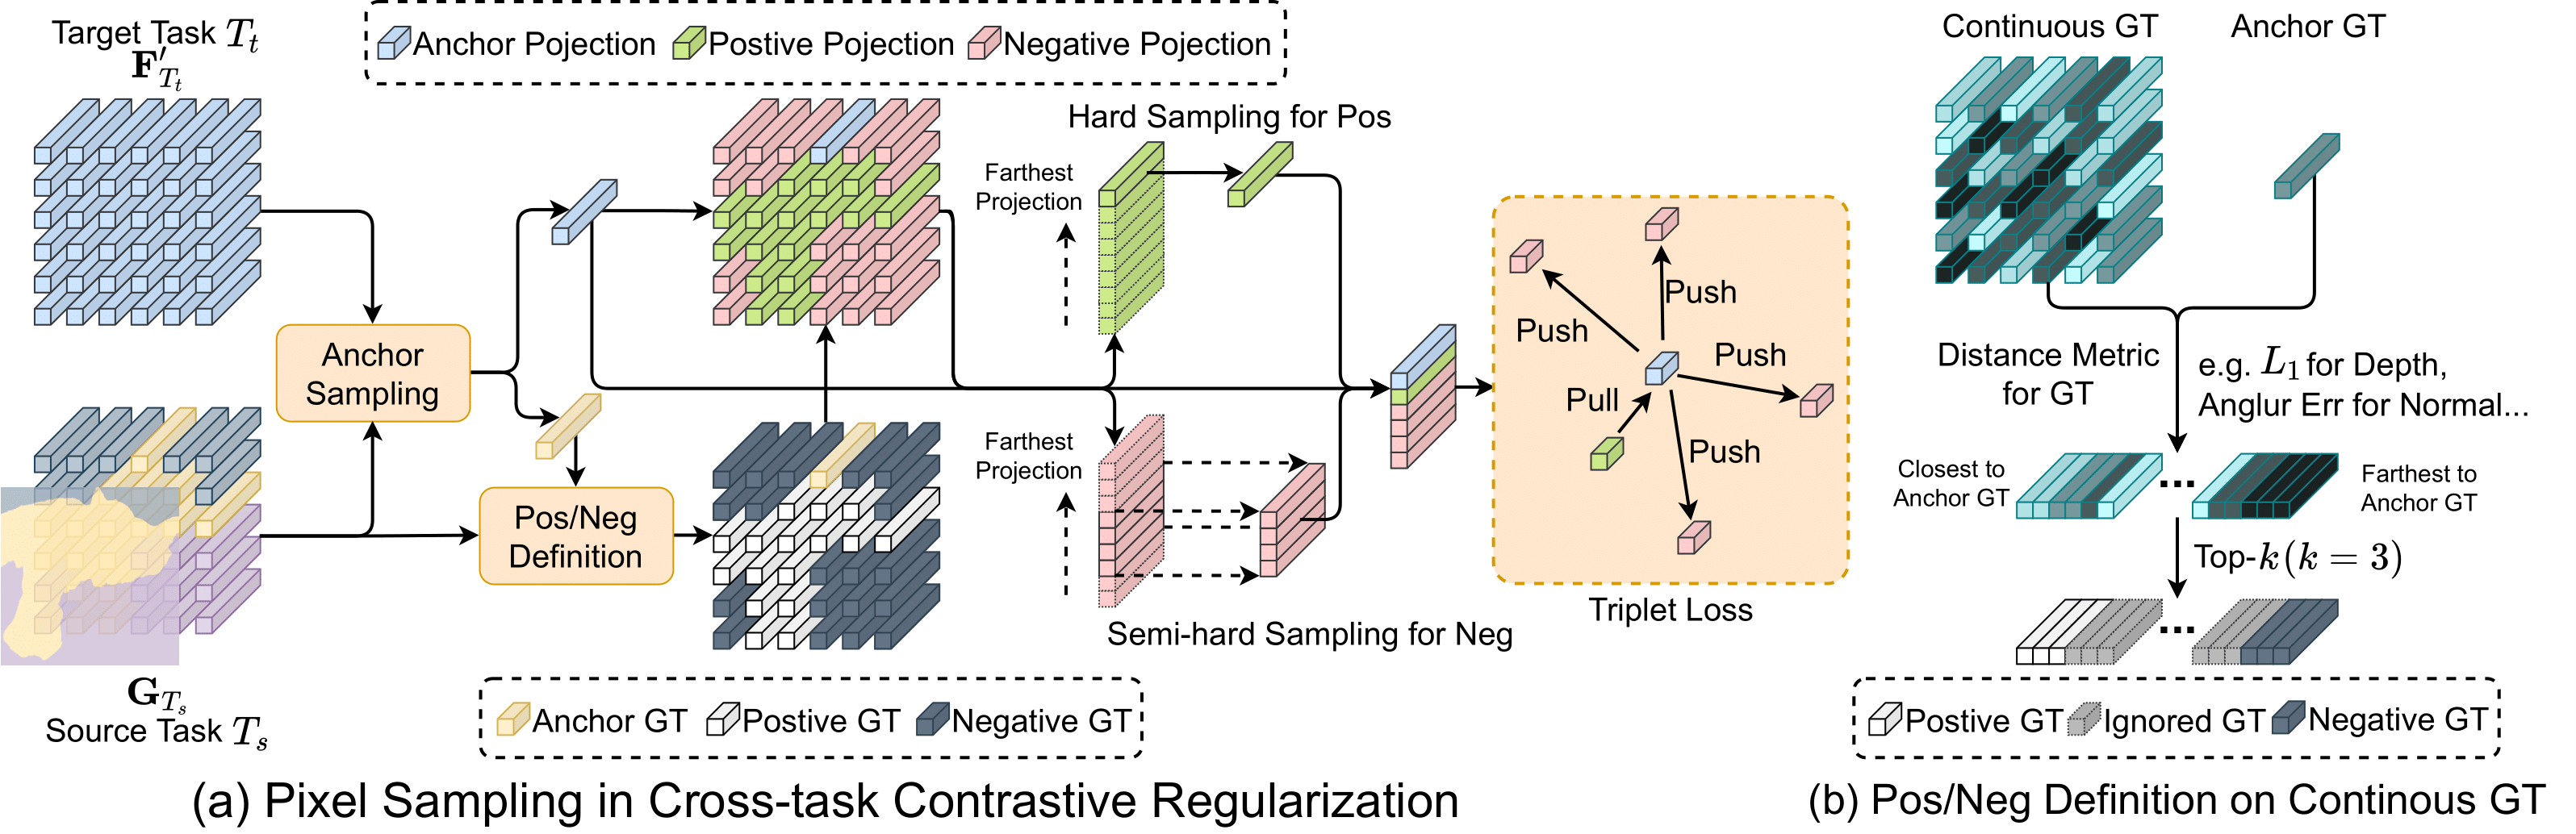 Target Task T_t
F'_{T_t}
Anchor Pojection
Postive Pojection
Negative Pojection
Anchor
Sampling
G_{T_s}
Source Task T_s
Pos/Neg
Definition
Hard Sampling for Pos
Farthest
Projection
Farthest
Projection
Semi-hard Sampling for Neg
Push
Push
Push
Pull
Push
Triplet Loss
Anchor GT
Postive GT
Negative GT
(a) Pixel Sampling in Cross-task Contrastive Regularization
Continuous GT
Anchor GT
Distance Metric
for GT
e.g. L_1 for Depth,
Anglur Err for Normal...
Closest to
Anchor GT
...
Farthest to
Anchor GT
Top-k(k = 3)
...
Postive GT
Ignored GT
Negative GT
(b) Pos/Neg Definition on Continous GT